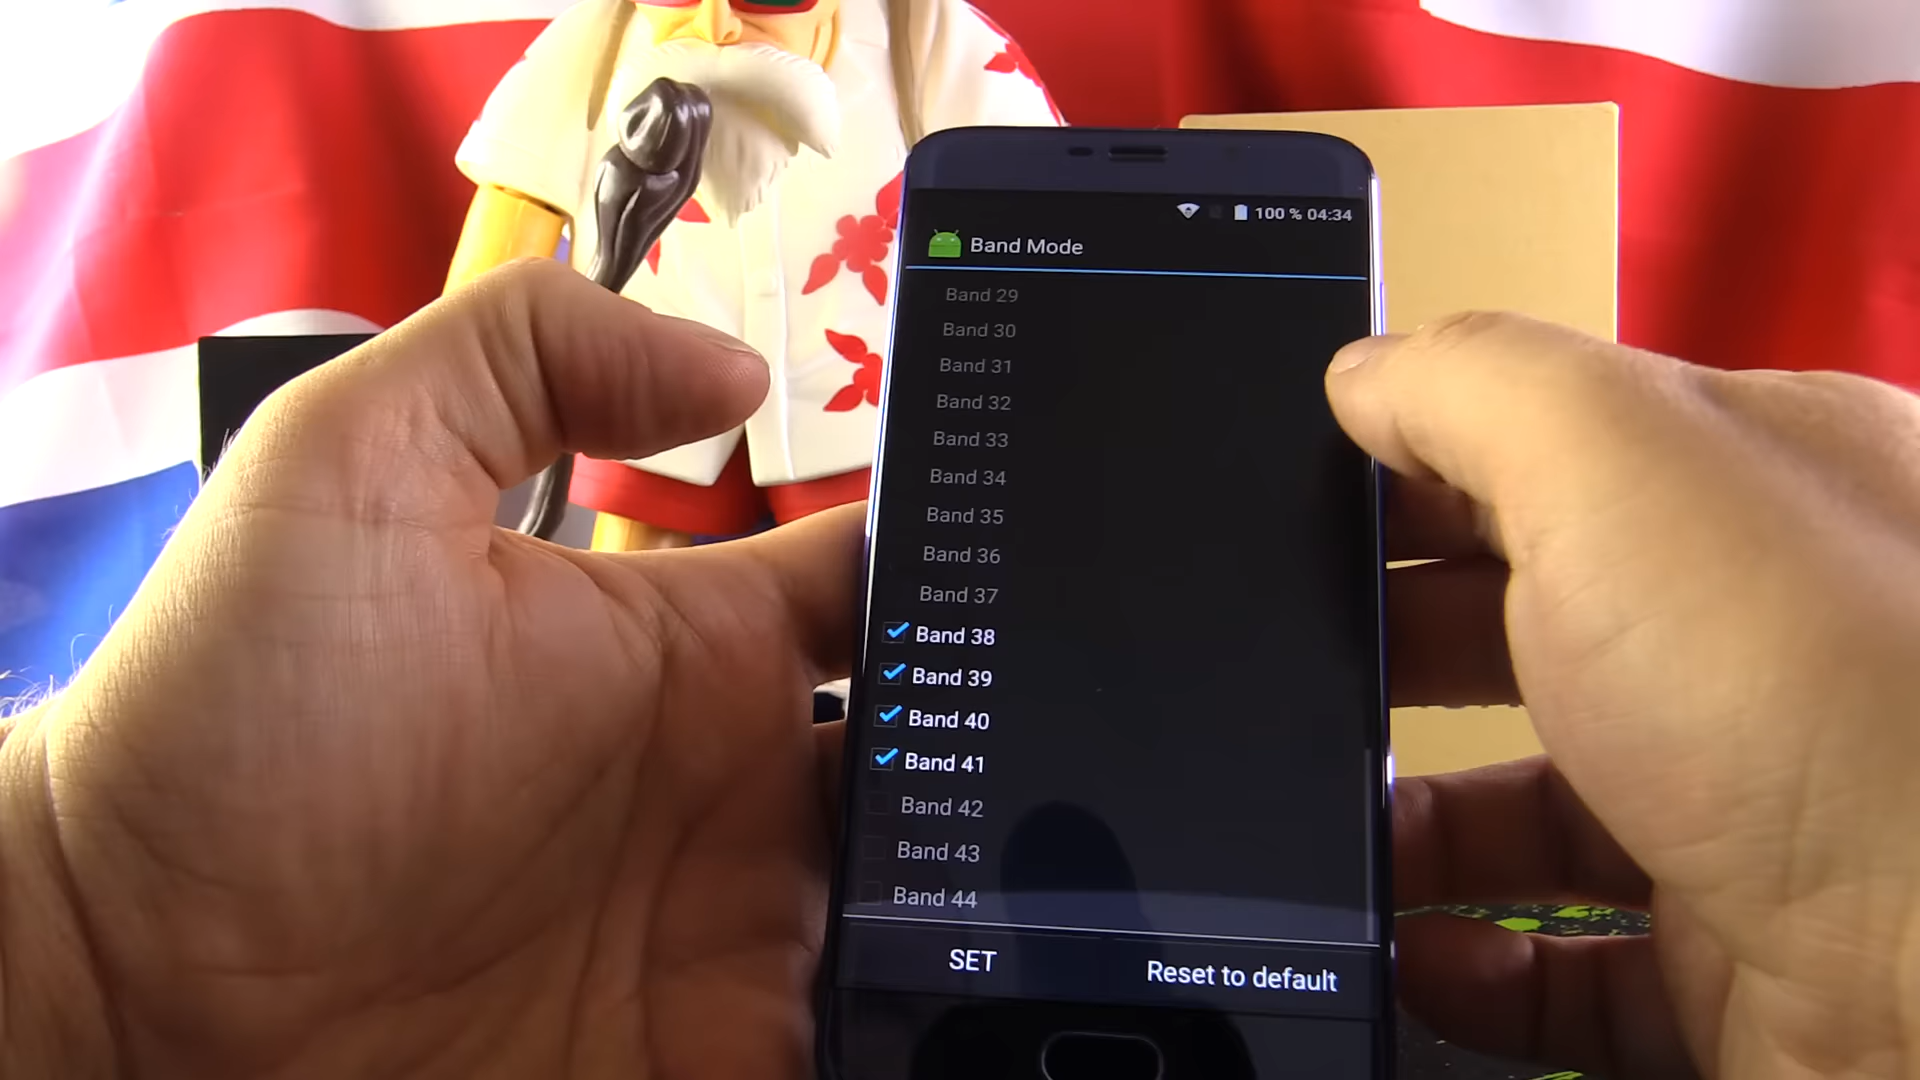 100 % 04:34
Band Mode
Band 29
Band 30
Band 31
Band 32
Band 33
Band 34
Band 35
Band 36
Band 37
Band 38
Band 39
Band 40
Band 41
Band 42
Band 43
Band 44
SET
Reset to default